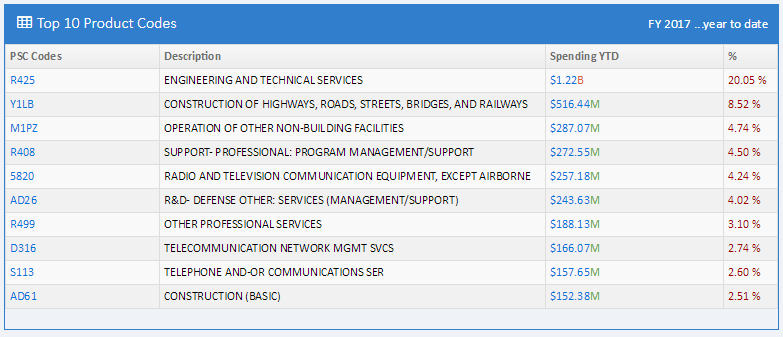 Top 10 Product Codes FY 2017 ...year to date
PSC Codes Description Spending YTD %
R425 ENGINEERING AND TECHNICAL SERVICES $1.22B 20.05 %
Y1LB CONSTRUCTION OF HIGHWAYS, ROADS, STREETS, BRIDGES, AND RAILWAYS $516.44M 8.52 %
M1PZ OPERATION OF OTHER NON-BUILDING FACILITIES $287.07M 4.74 %
R408 SUPPORT- PROFESSIONAL: PROGRAM MANAGEMENT/SUPPORT $272.55M 4.50 %
5820 RADIO AND TELEVISION COMMUNICATION EQUIPMENT, EXCEPT AIRBORNE $257.18M 4.24 %
AD26 R&D- DEFENSE OTHER: SERVICES (MANAGEMENT/SUPPORT) $243.63M 4.02 %
R499 OTHER PROFESSIONAL SERVICES $188.13M 3.10 %
D316 TELECOMMUNICATION NETWORK MGMT SVCS $166.07M 2.74 %
S113 TELEPHONE AND-OR COMMUNICATIONS SER $157.65M 2.60 %
AD61 CONSTRUCTION (BASIC) $152.38M 2.51 %